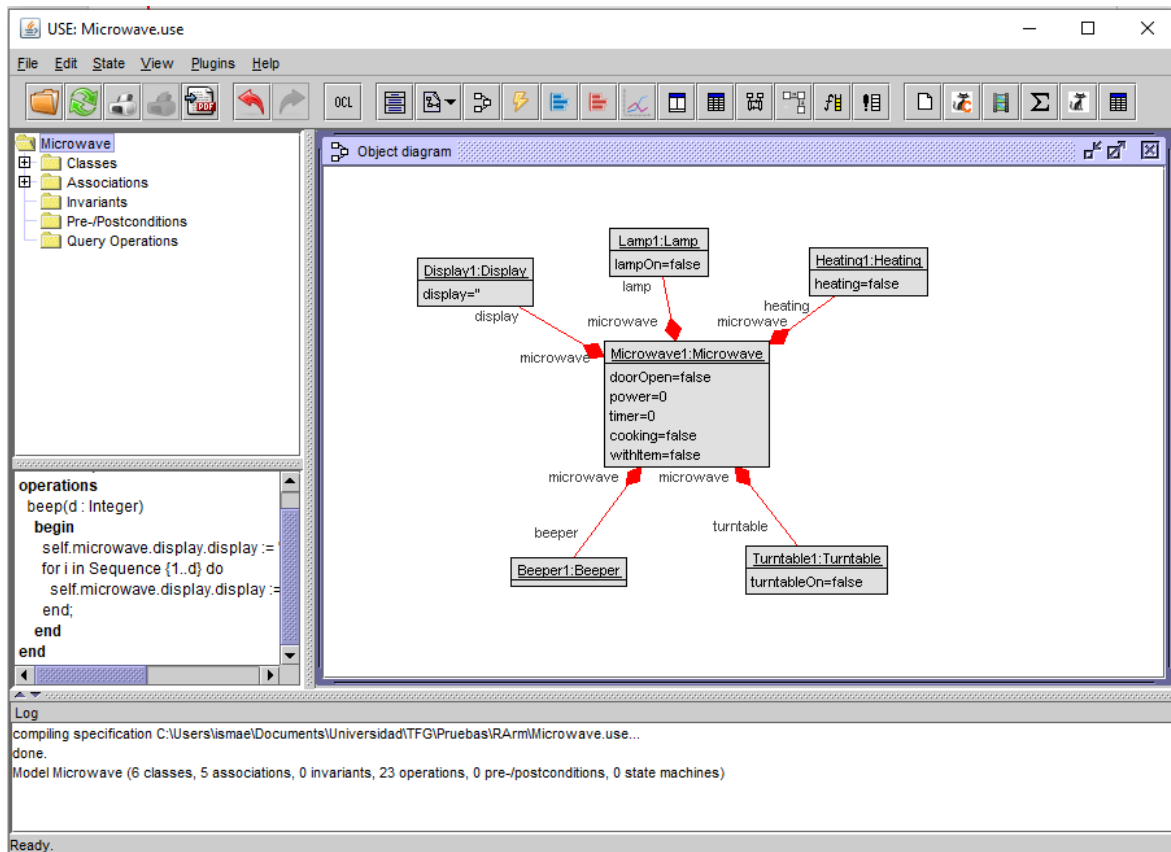 USE: Microwave.use
File Edit State View Plugins Help
PDF
OCL
Microwave
Classes
Associations
Invariants
Pre-/Postconditions
Query Operations
operations
beep(d : Integer)
begin
self.microwave.display.display :=
for i in Sequence {1..d} do
self.microwave.display.display :=
end;
end
end
Object diagram
Lamp1:Lamp
lampOn=false
lamp
Display1:Display
display=''
display
Heating1:Heating
heating=false
heating
microwave
microwave
microwave
Microwave1:Microwave
doorOpen=false
power=0
timer=0
cooking=false
withItem=false
microwave
microwave
beeper
turntable
Beeper1:Beeper
Turntable1:Turntable
turntableOn=false
Log
compiling specification C:\Users\ismae\Documents\Universidad\TFG\Pruebas\RArm\Microwave.use...
done.
Model Microwave (6 classes, 5 associations, 0 invariants, 23 operations, 0 pre-/postconditions, 0 state machines)
Ready.